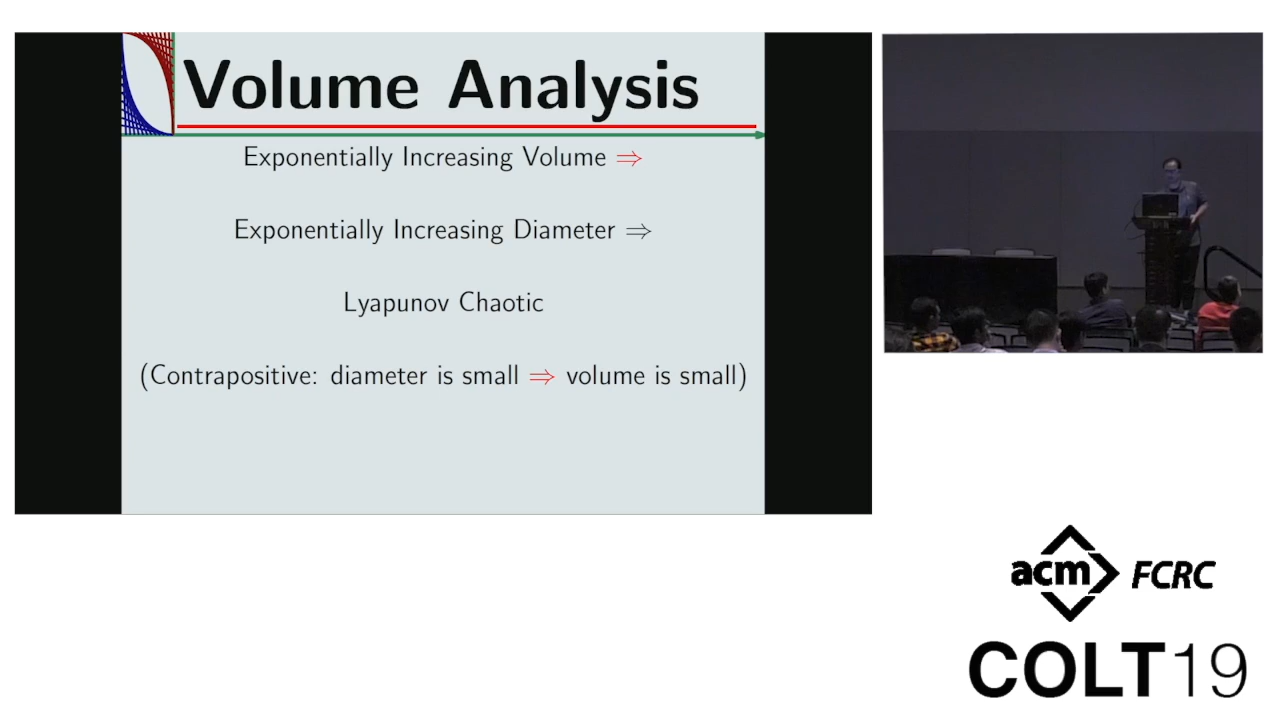 Volume Analysis
Exponentially Increasing Volume ⇒
Exponentially Increasing Diameter ⇒
Lyapunov Chaotic
(Contrapositive: diameter is small ⇒ volume is small)
acm FCRC
COLT19